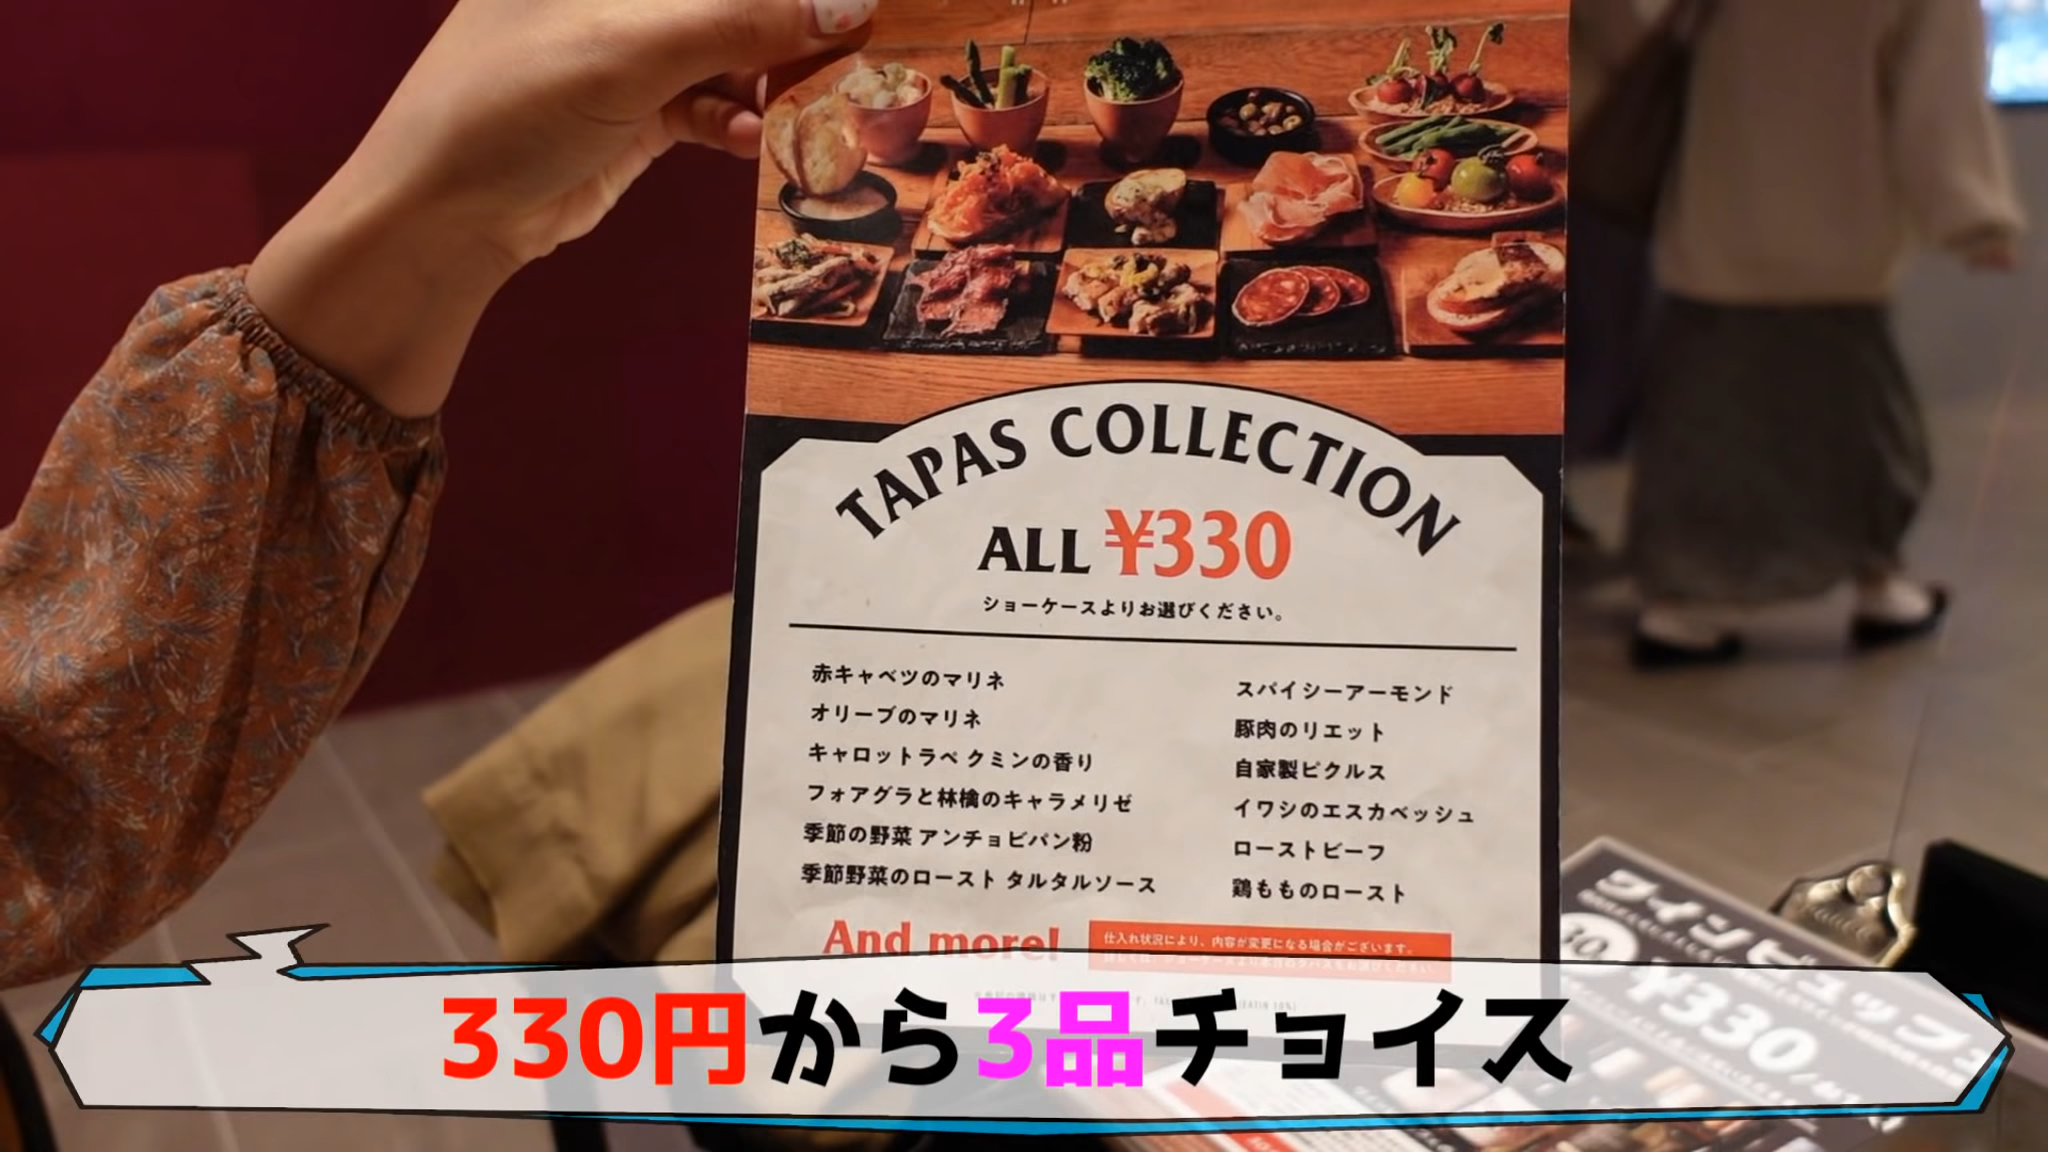 TAPAS COLLECTION
ALL ¥330
ショーケースよりお選びください。
赤キャベツのマリネ
オリーブのマリネ
キャロットラペ クミンの香り
フォアグラと林檎のキャラメリゼ
季節の野菜 アンチョビパン粉
季節野菜のロースト タルタルソース
スパイシーアーモンド
豚肉のリエット
自家製ピクルス
イワシのエスカベッシュ
ローストビーフ
鶏もものロースト
And more!
仕入れ状況により、内容が変更になる場合がございます。
ワインビュッフェ
¥330
330円から3品チョイス